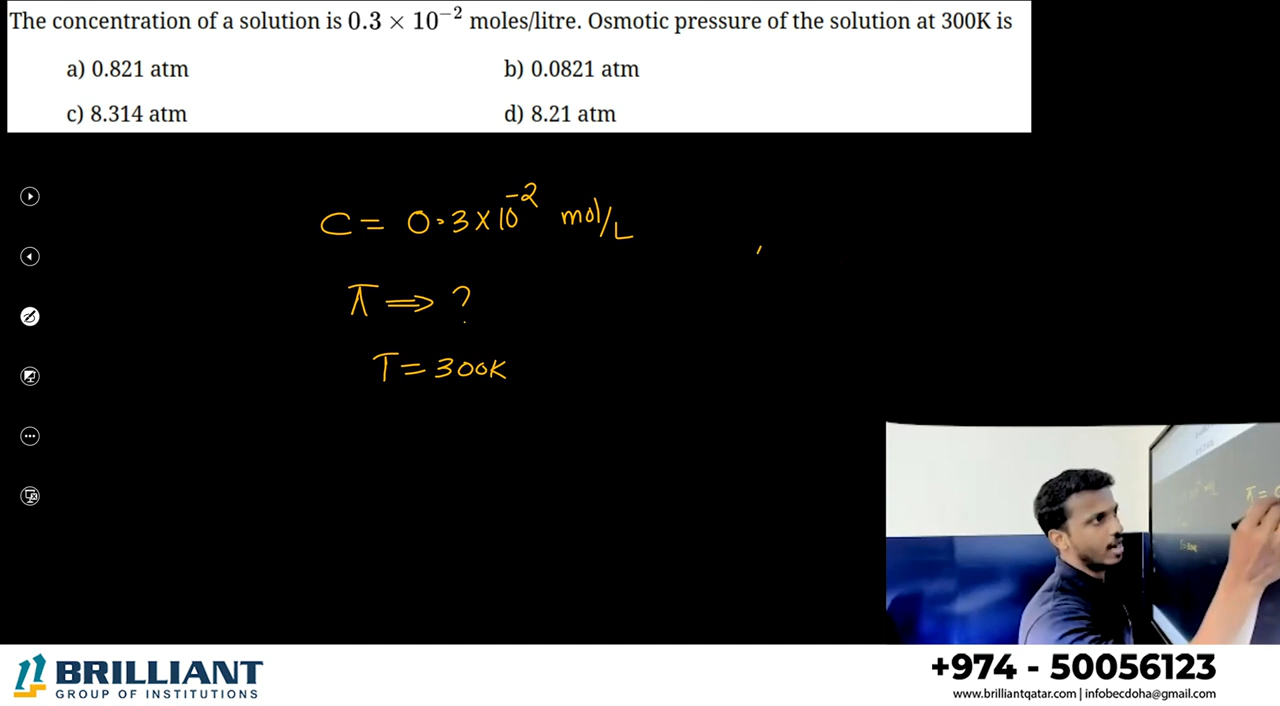 The concentration of a solution is 0.3 × 10⁻² moles/litre. Osmotic pressure of the solution at 300K is
a) 0.821 atm b) 0.0821 atm
c) 8.314 atm d) 8.21 atm
C = 0.3×10⁻² mol/L
π ⟹ ?
T = 300K
BRILLIANT
GROUP OF INSTITUTIONS
+974 - 50056123
www.brilliantqatar.com | infobecdoha@gmail.com